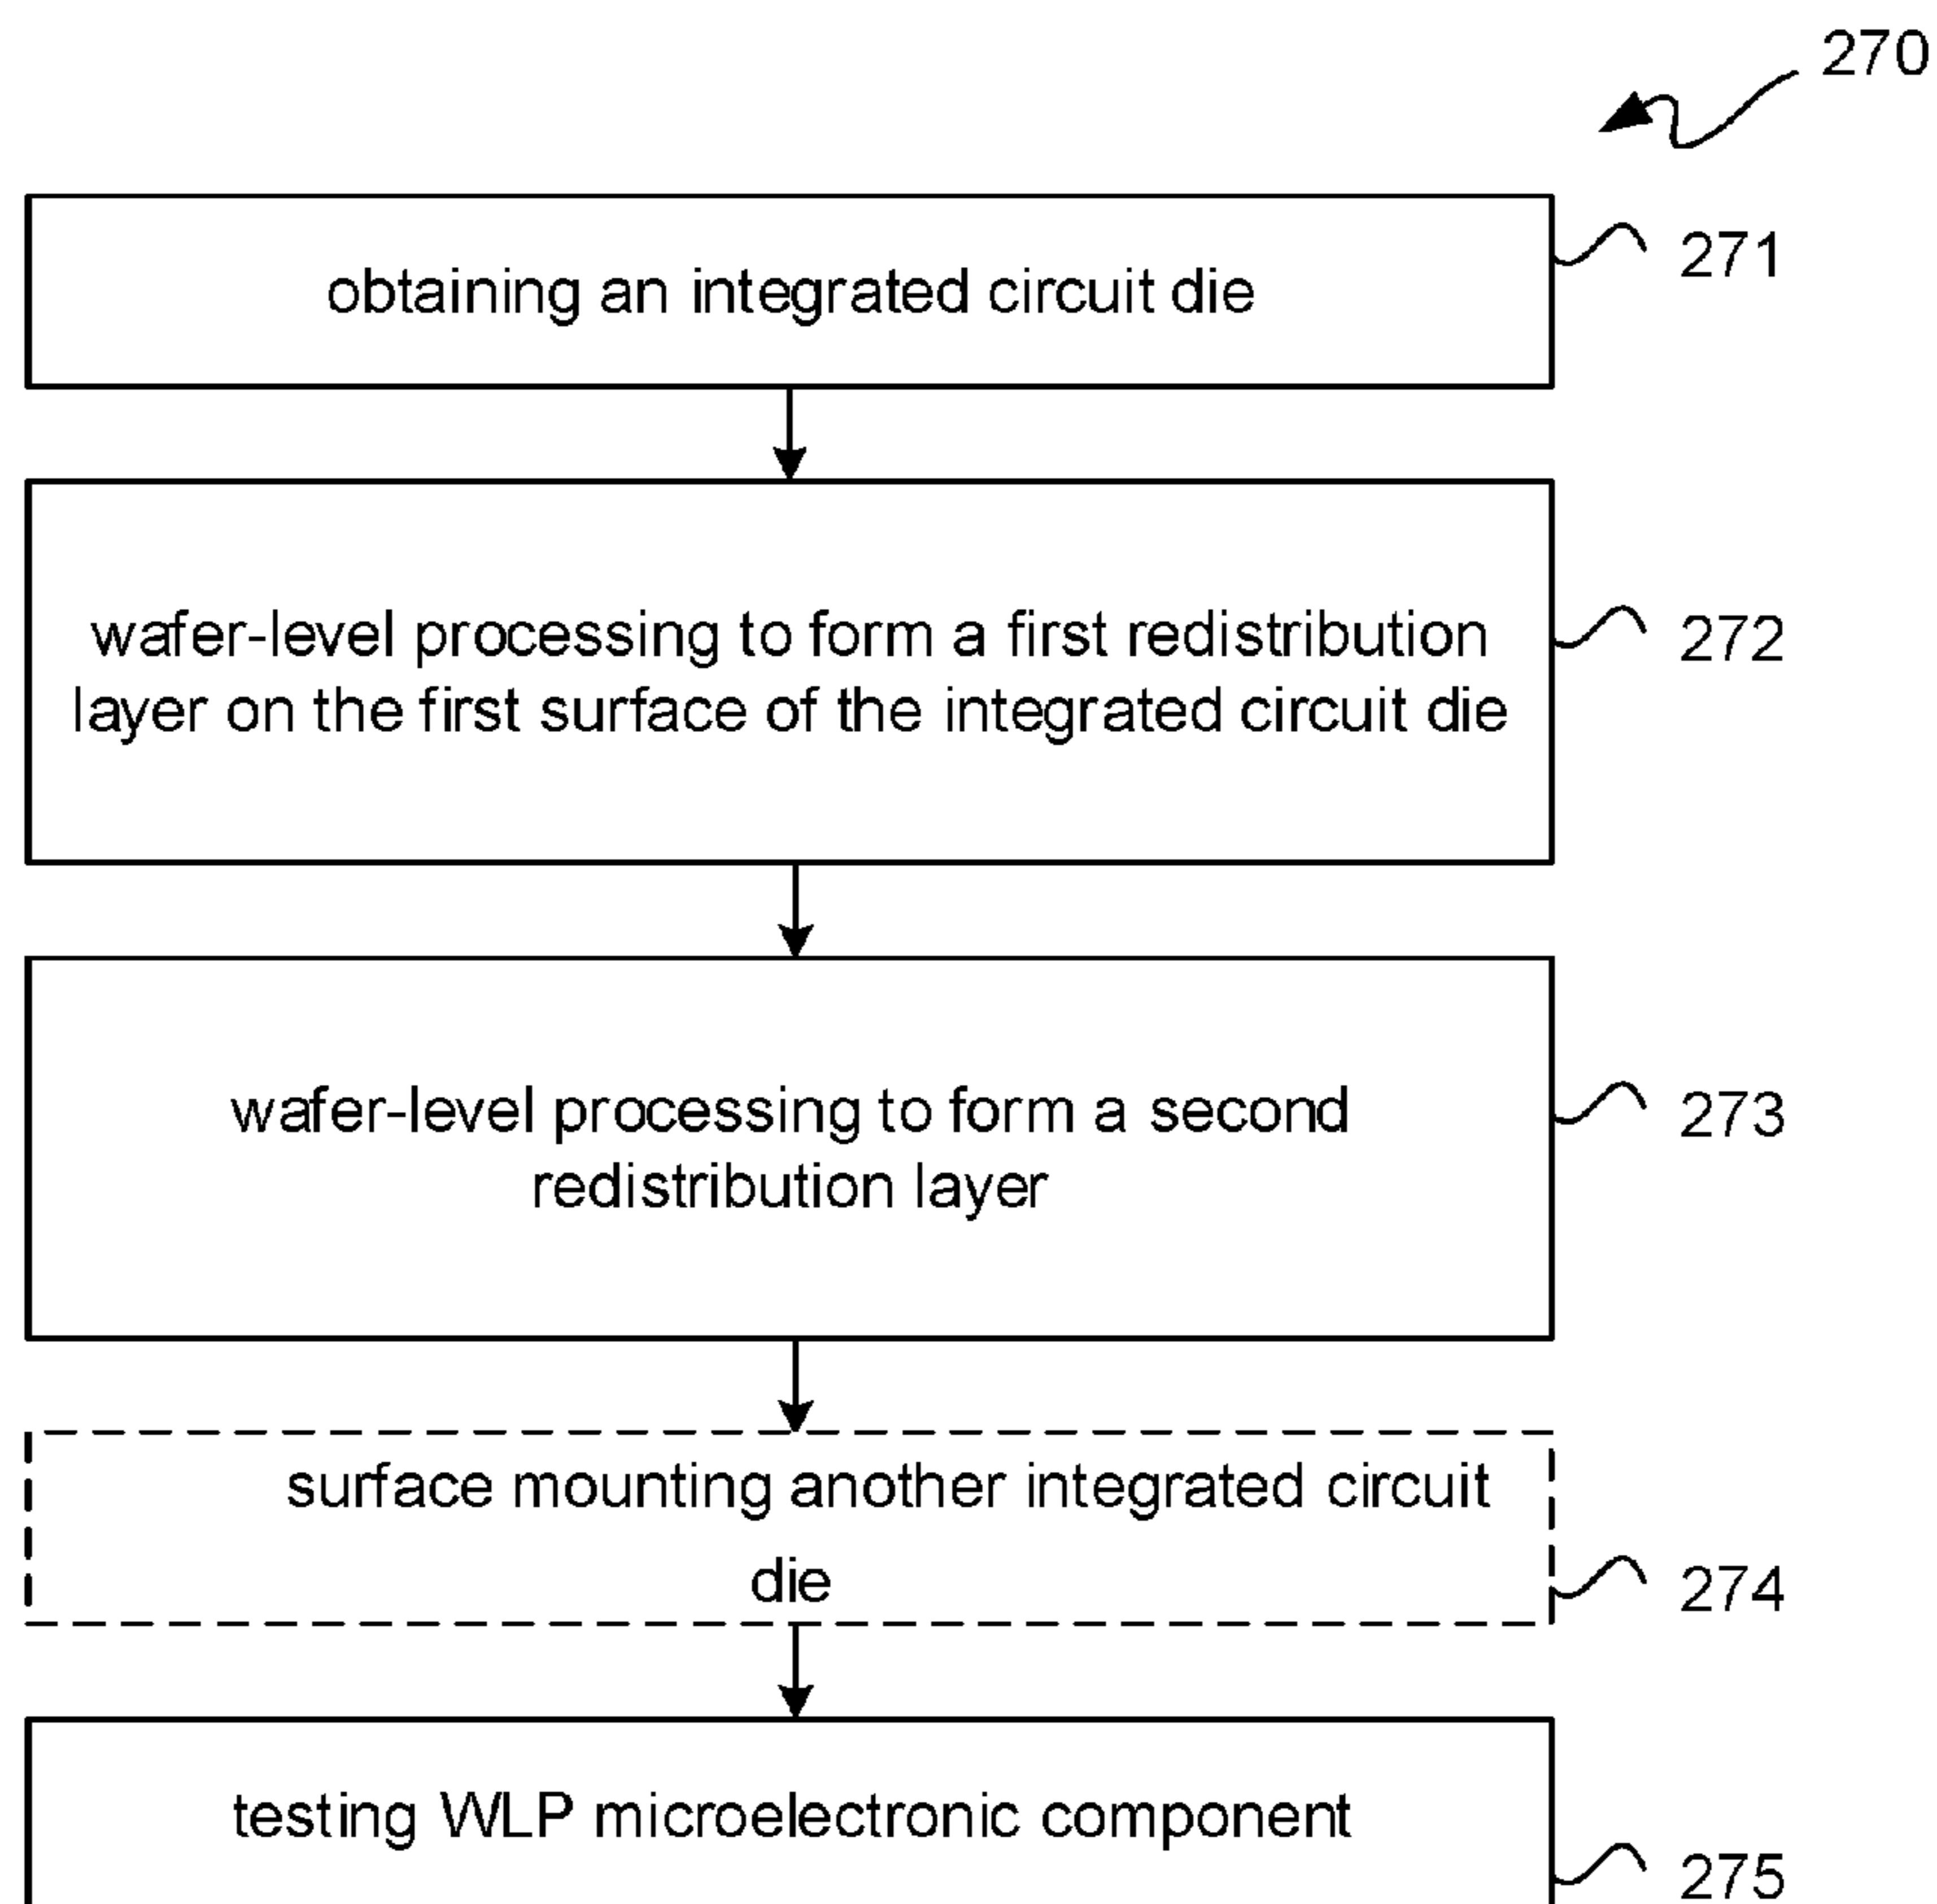 270
obtaining an integrated circuit die
271
wafer-level processing to form a first redistribution
layer on the first surface of the integrated circuit die
272
wafer-level processing to form a second
redistribution layer
273
surface mounting another integrated circuit
die
274
testing WLP microelectronic component
275